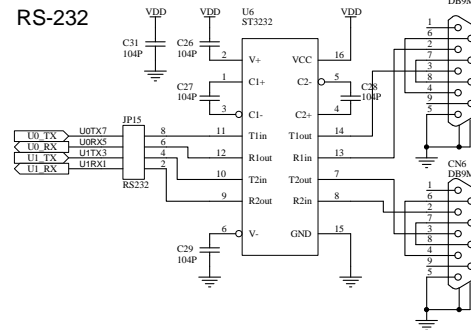 RS-232
VDD
VDD
U6
ST3232
VDD
DB9M
C31
104P
C26
104P
2
V+
VCC
16
1
C1+
C2-
5
C27
104P
C28
104P
3
C1-
C2+
4
JP15
U0_TX
U0TX7
8
11
T1in
T1out
14
U0_RX
U0RX5
6
12
R1out
R1in
13
U1_TX
U1TX3
4
10
T2in
T2out
7
U1_RX
U1RX1
2
9
R2out
R2in
8
RS232
C29
104P
6
V-
GND
15
1
6
2
7
3
8
4
9
5
CN6
DB9M
1
6
2
7
3
8
4
9
5